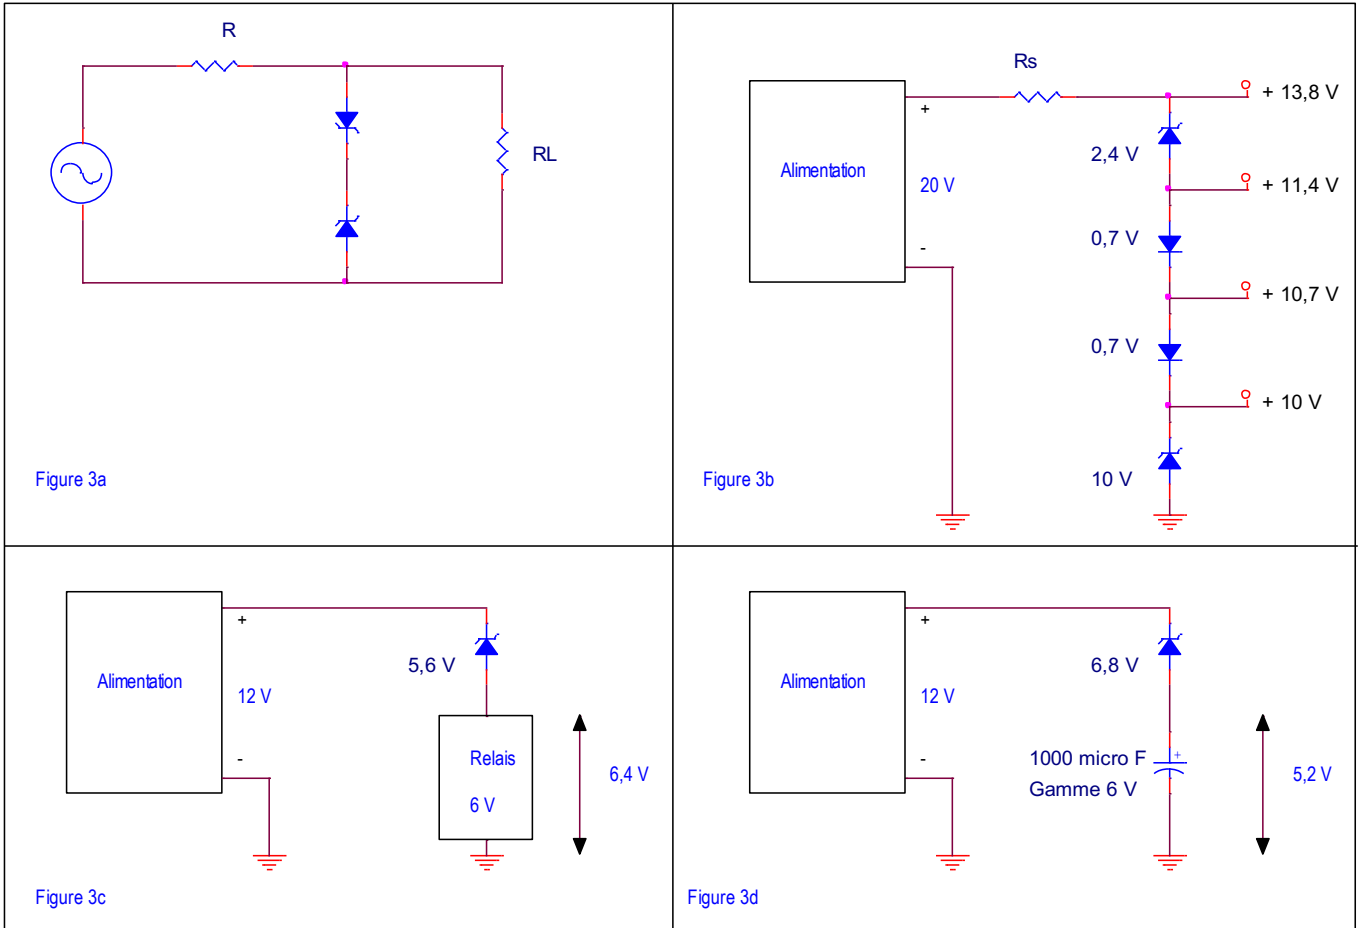 R
RL
Figure 3a
Rs
+ 13,8 V
+
2,4 V
Alimentation
20 V
+ 11,4 V
0,7 V
-
+ 10,7 V
0,7 V
+ 10 V
10 V
Figure 3b
+
5,6 V
Alimentation
12 V
-
Relais
6 V
6,4 V
Figure 3c
+
6,8 V
Alimentation
12 V
-
+
1000 micro F
Gamme 6 V
5,2 V
Figure 3d